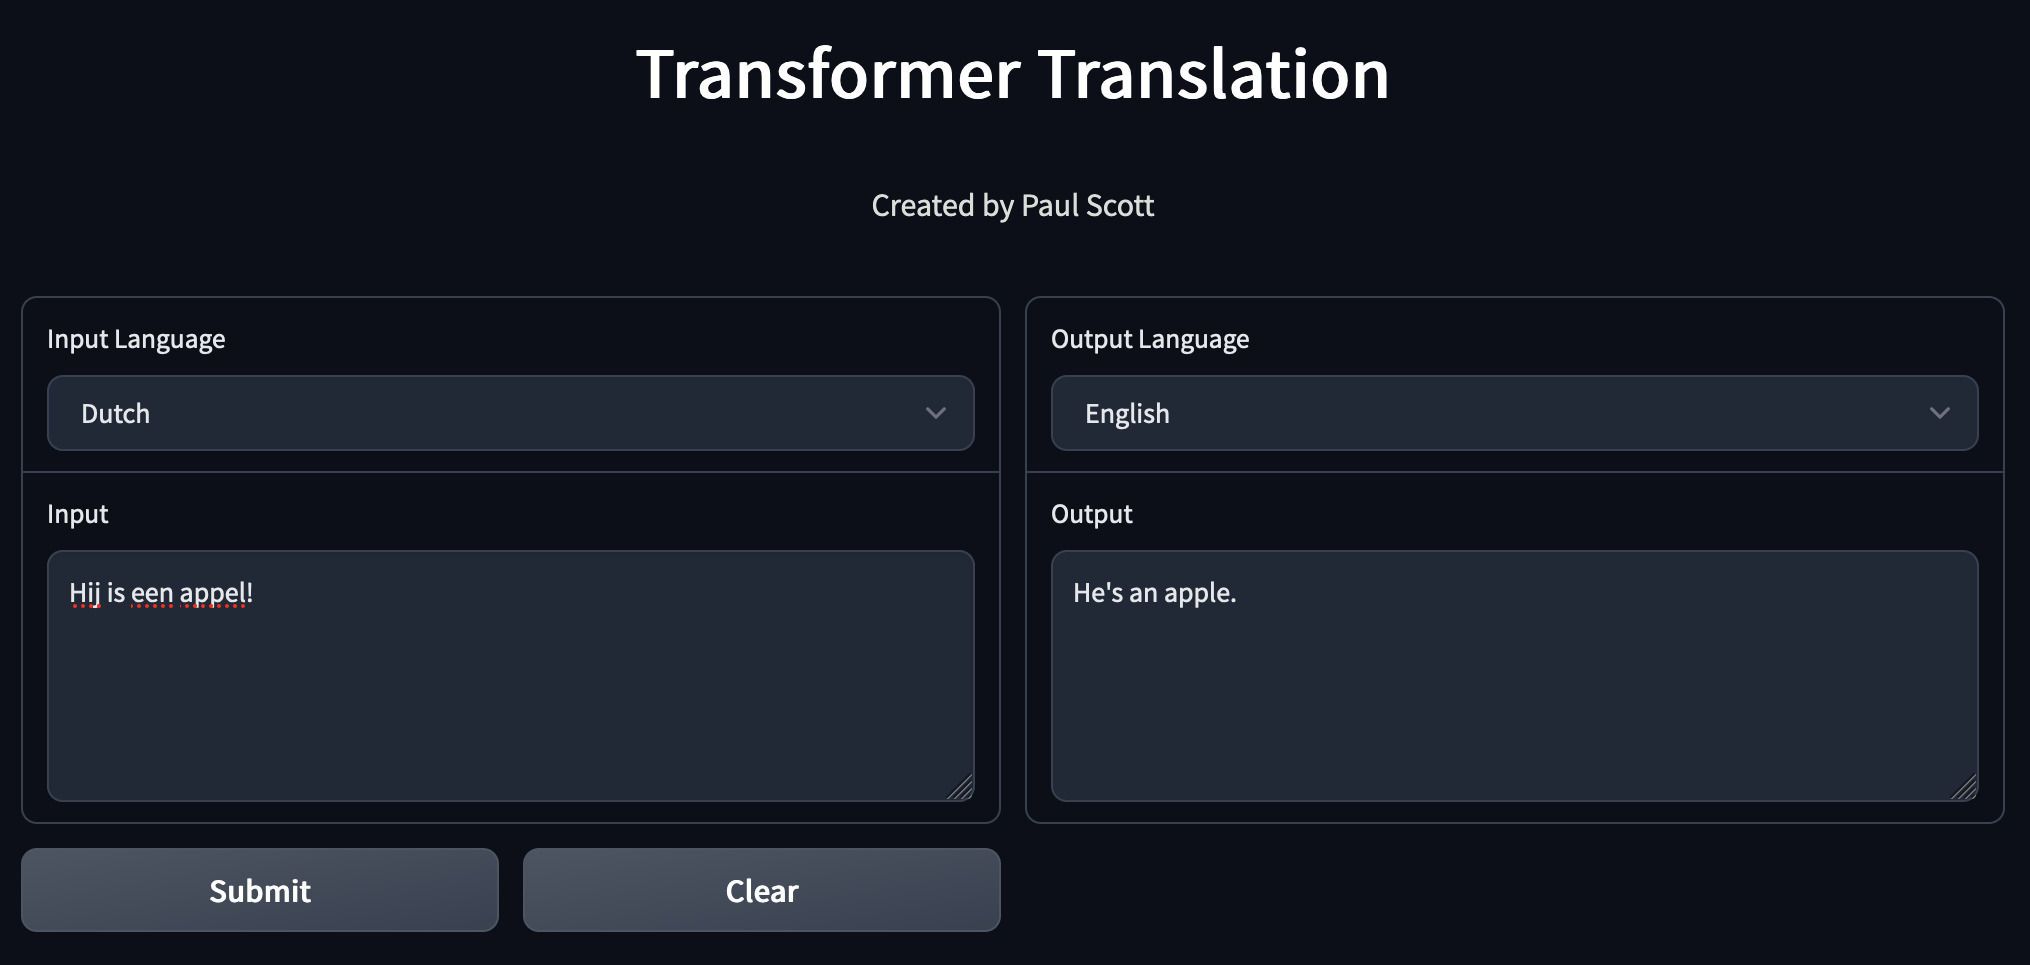 Transformer Translation
Created by Paul Scott
Input Language
Dutch
Input
Hij is een appel!
Output Language
English
Output
He's an apple.
Submit
Clear